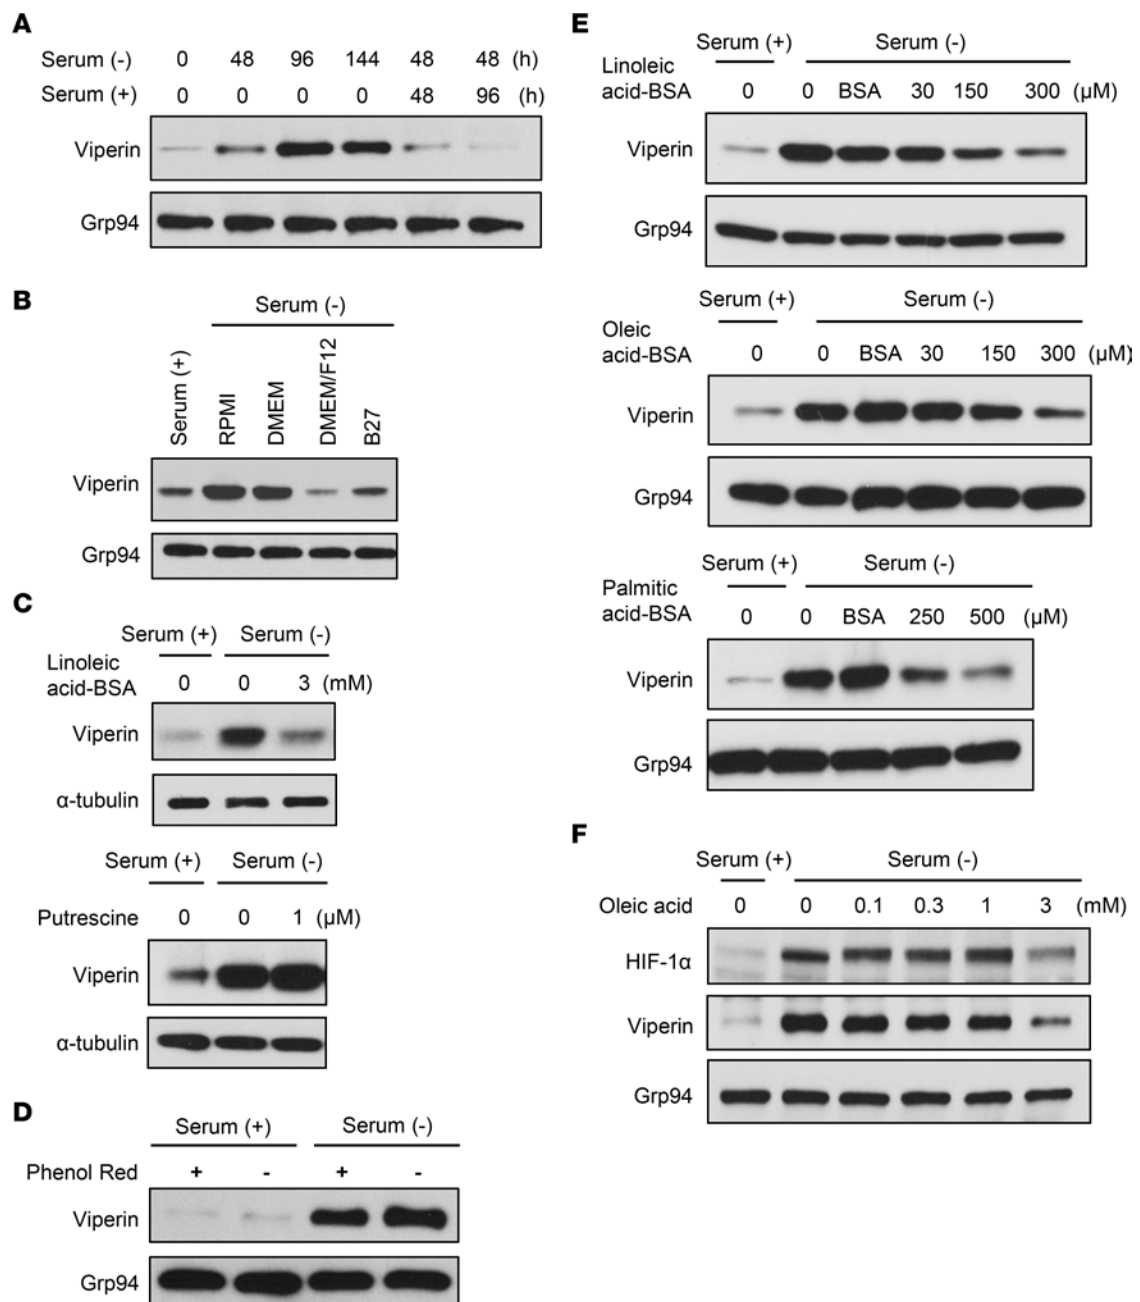 A
Serum (-) 0 48 96 144 48 48 (h)
Serum (+) 0 0 0 0 48 96 (h)
Viperin
Grp94
B
Serum (-)
Serum (+) RPMI DMEM DMEM/F12 B27
Viperin
Grp94
C
Serum (+) Serum (-)
Linoleic
acid-BSA 0 0 3 (mM)
Viperin
α-tubulin
Serum (+) Serum (-)
Putrescine 0 0 1 (μM)
Viperin
α-tubulin
D
Serum (+) Serum (-)
Phenol Red + - + -
Viperin
Grp94
E
Serum (+) Serum (-)
Linoleic
acid-BSA 0 0 BSA 30 150 300 (μM)
Viperin
Grp94
Serum (+) Serum (-)
Oleic
acid-BSA 0 0 BSA 30 150 300 (μM)
Viperin
Grp94
Serum (+) Serum (-)
Palmitic
acid-BSA 0 0 BSA 250 500 (μM)
Viperin
Grp94
F
Serum (+) Serum (-)
Oleic acid 0 0 0.1 0.3 1 3 (mM)
HIF-1α
Viperin
Grp94